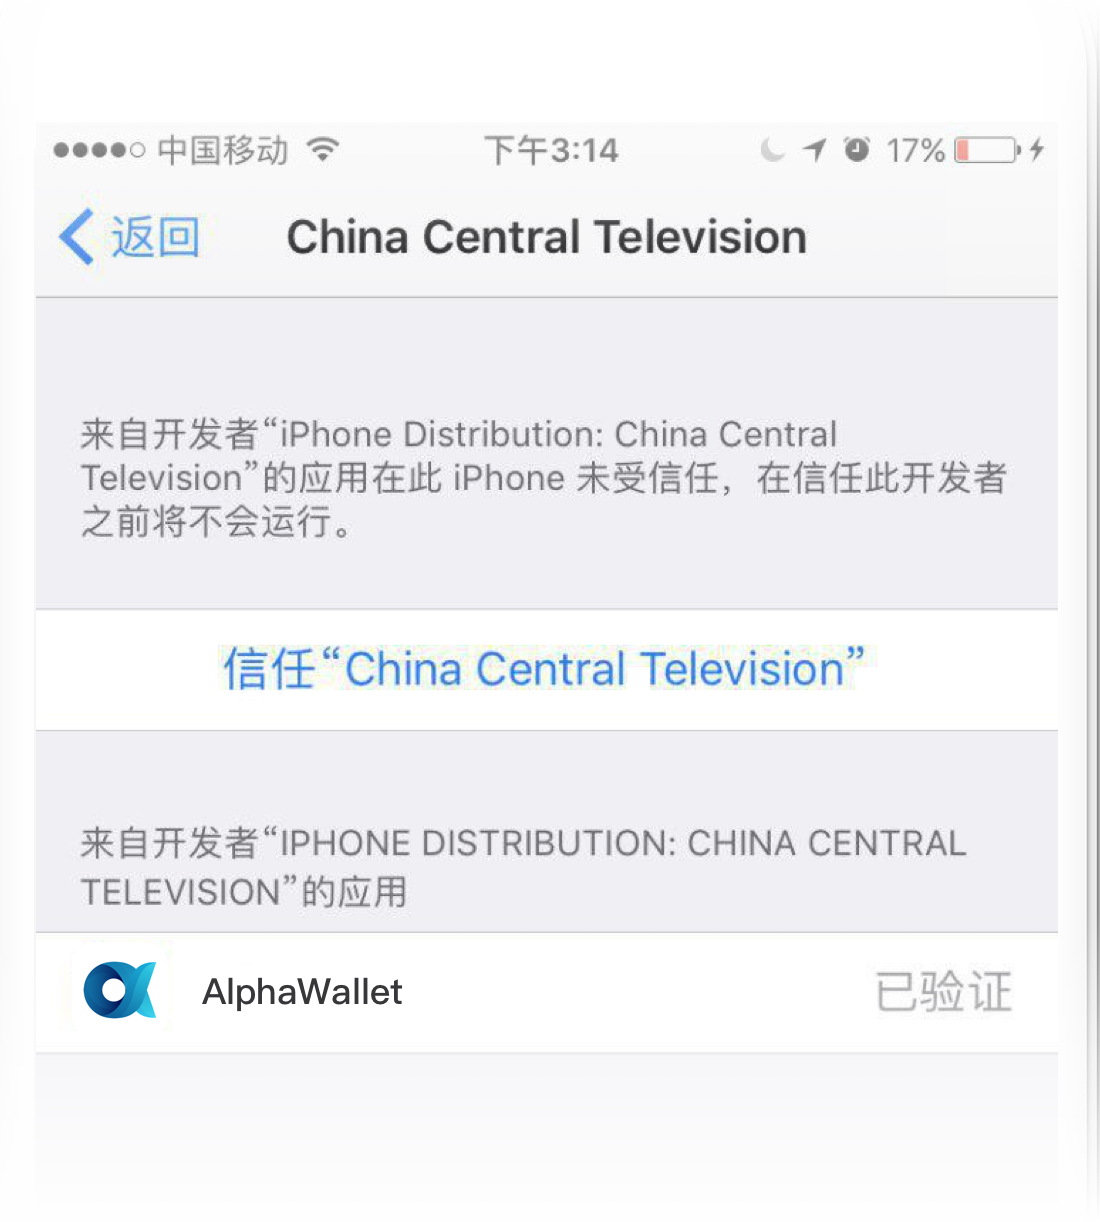 中国移动 下午3:14 17%
返回 China Central Television
来自开发者“iPhone Distribution: China Central
Television”的应用在此 iPhone 未受信任，在信任此开发者
之前将不会运行。
信任“China Central Television”
来自开发者“IPHONE DISTRIBUTION: CHINA CENTRAL
TELEVISION”的应用
AlphaWallet 已验证